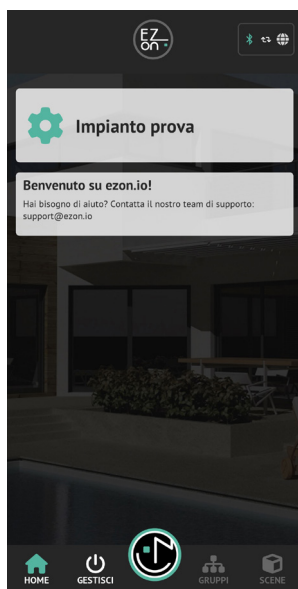 EZ
on
Impianto prova
Benvenuto su ezon.io!
Hai bisogno di aiuto? Contatta il nostro team di supporto:
support@ezon.io
HOME GESTISCI GRUPPI SCENE